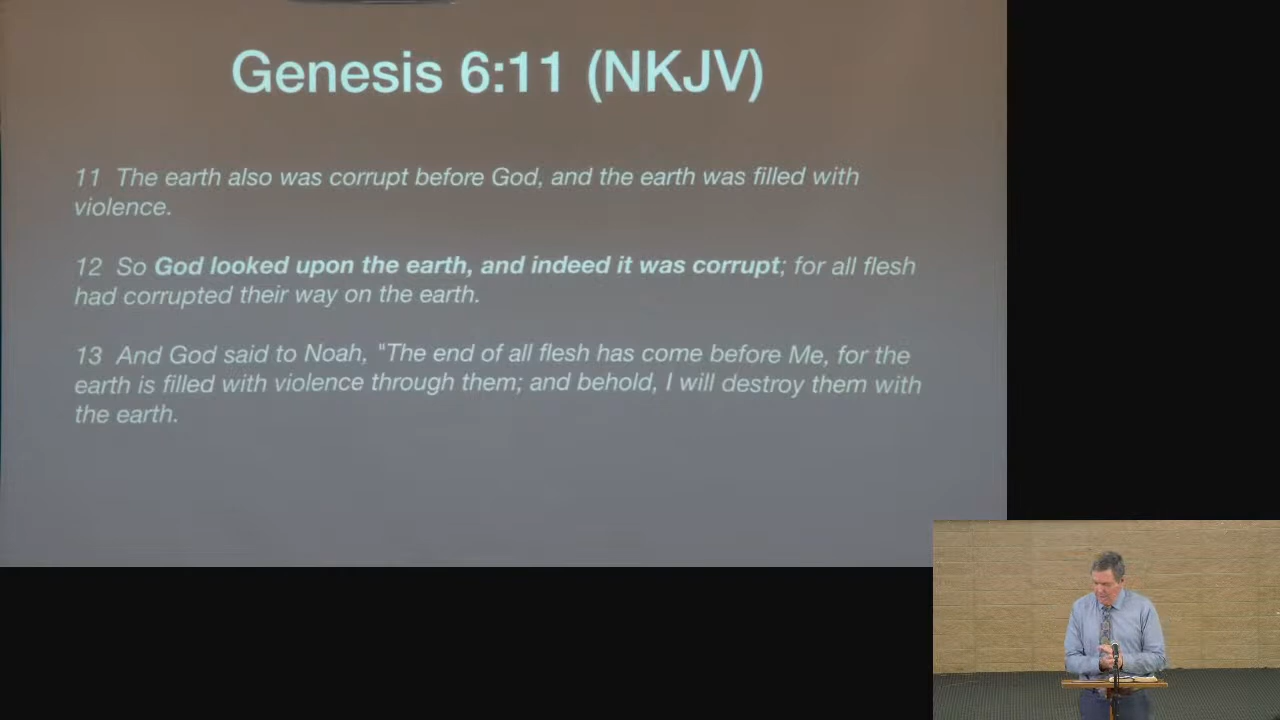 Genesis 6:11 (NKJV)
11 The earth also was corrupt before God, and the earth was filled with
violence.
12 So God looked upon the earth, and indeed it was corrupt; for all flesh
had corrupted their way on the earth.
13 And God said to Noah, "The end of all flesh has come before Me, for the
earth is filled with violence through them; and behold, I will destroy them with
the earth.